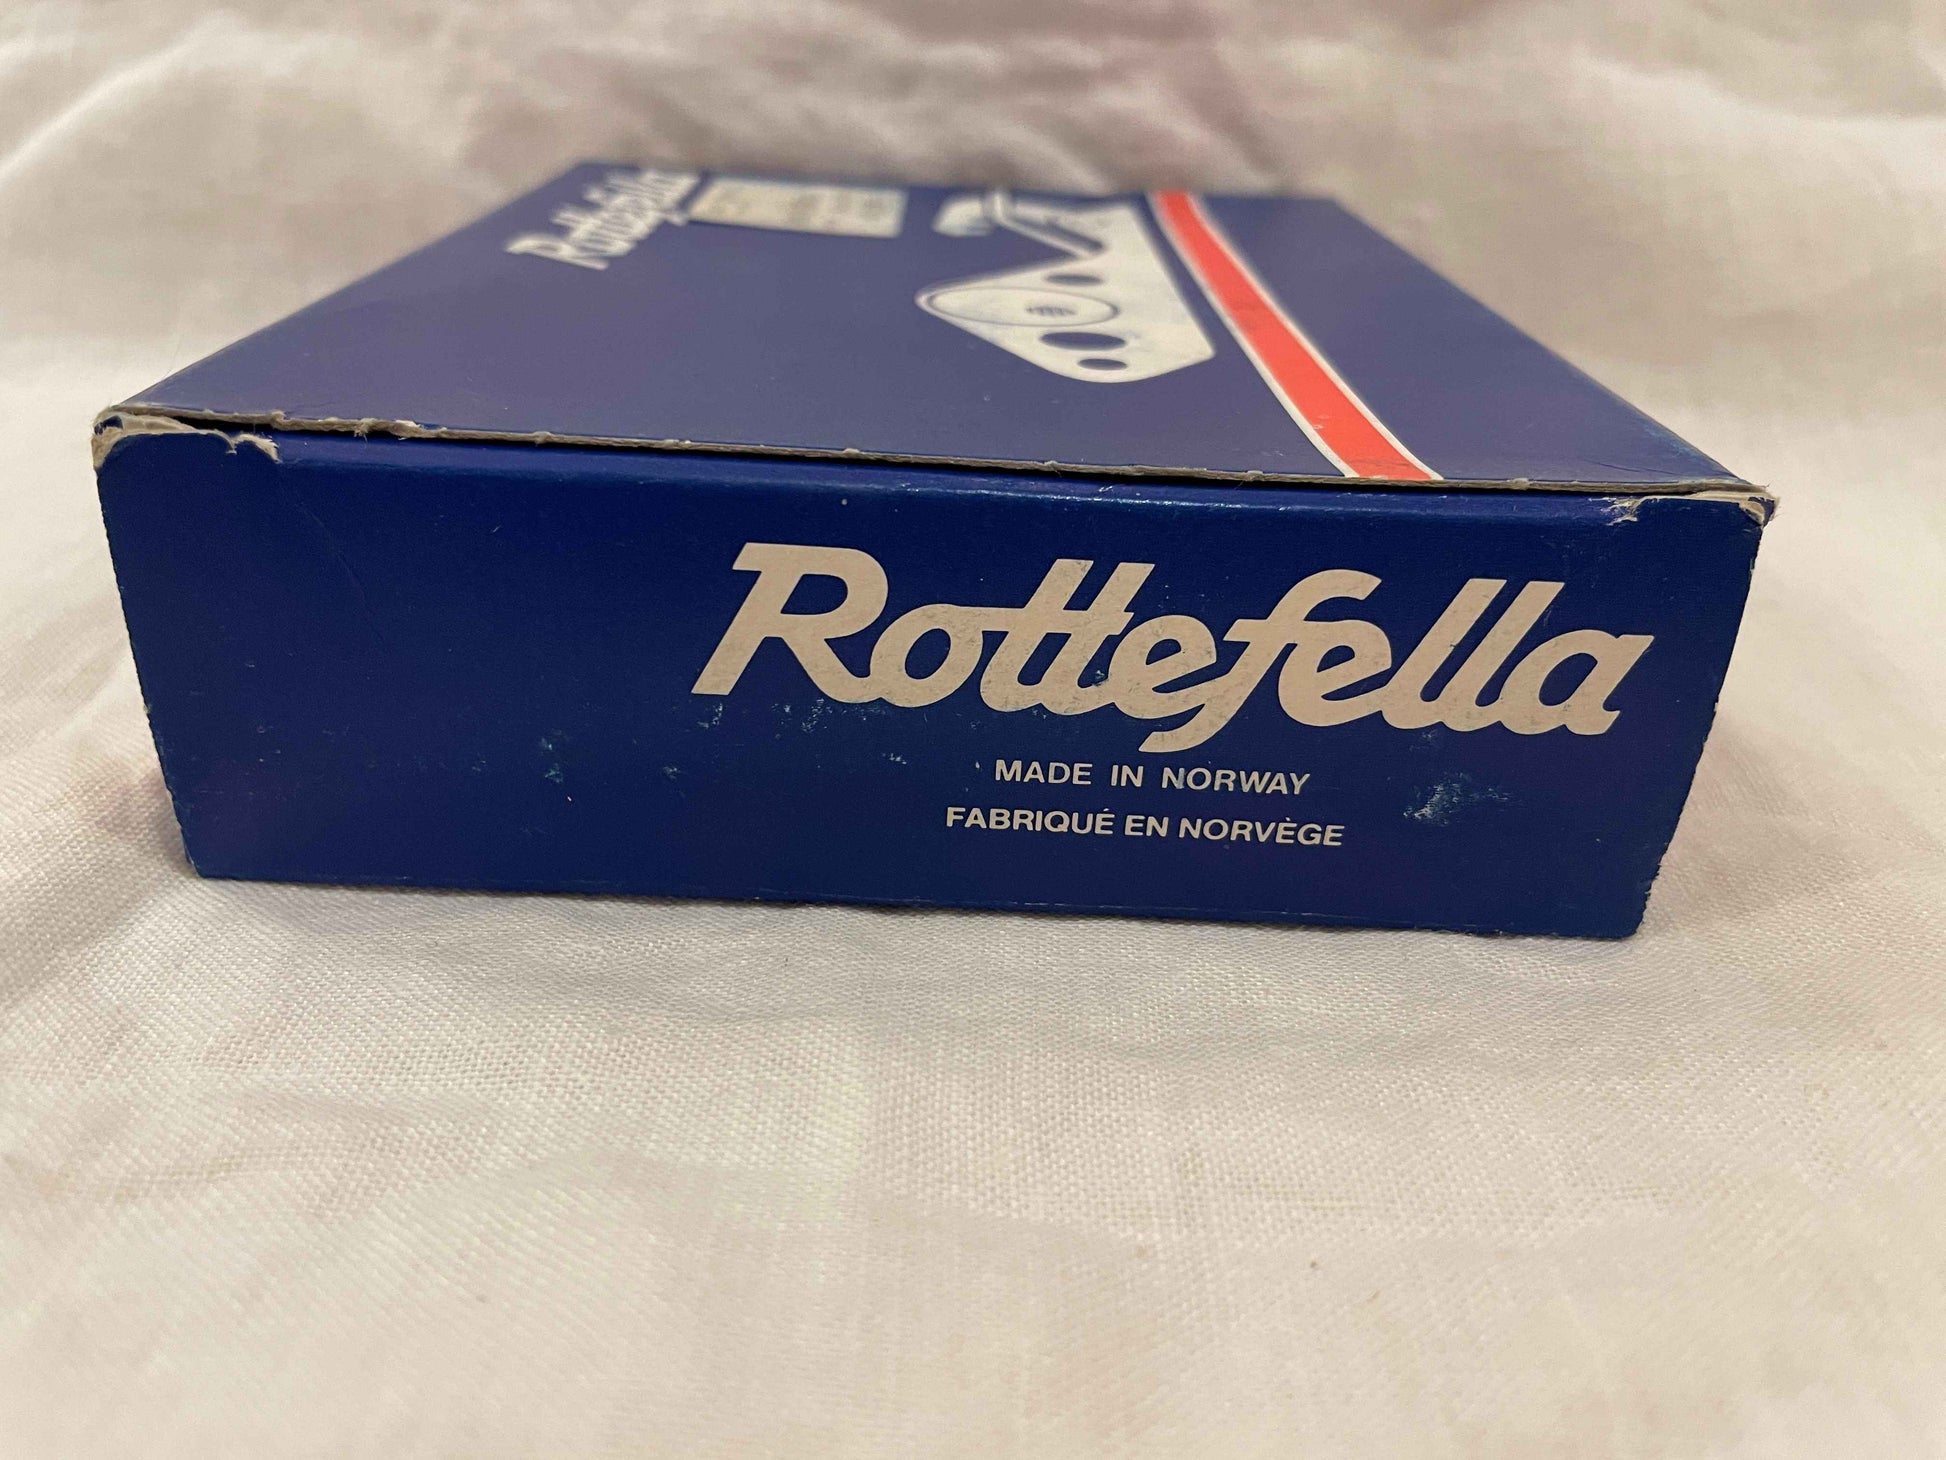 Rottefella
Rottefella
MADE IN NORWAY
FABRIQUÉ EN NORVÈGE